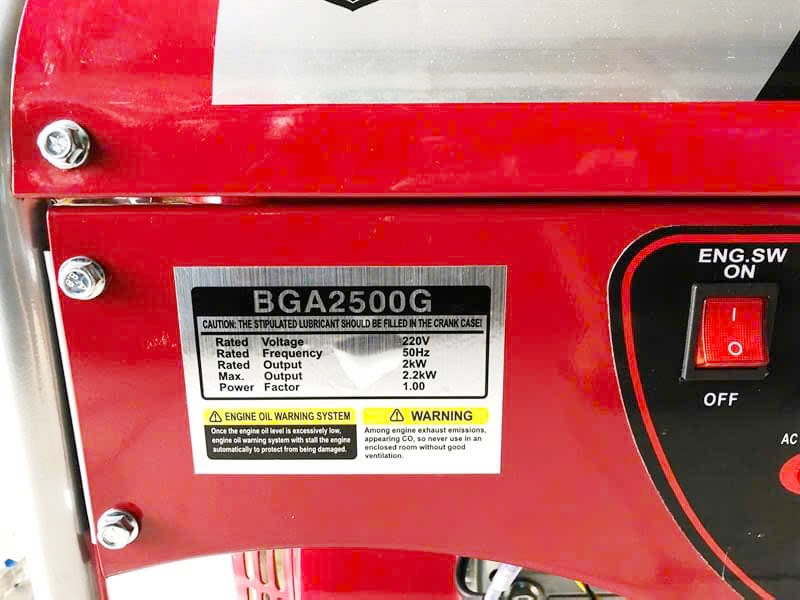 BGA2500G
CAUTION: THE STIPULATED LUBRICANT SHOULD BE FILLED IN THE CRANK CASE!
Rated Voltage 220V
Rated Frequency 50Hz
Rated Output 2kW
Max. Output 2.2kW
Power Factor 1.00
ENGINE OIL WARNING SYSTEM
Once the engine oil level is excessively low,
engine oil warning system with stall the engine
automatically to protect from being damaged.
WARNING
Among engine exhaust emissions,
appearing CO, so never use in an
enclosed room without good
ventilation.
ENG.SW
ON
I
O
OFF
AC